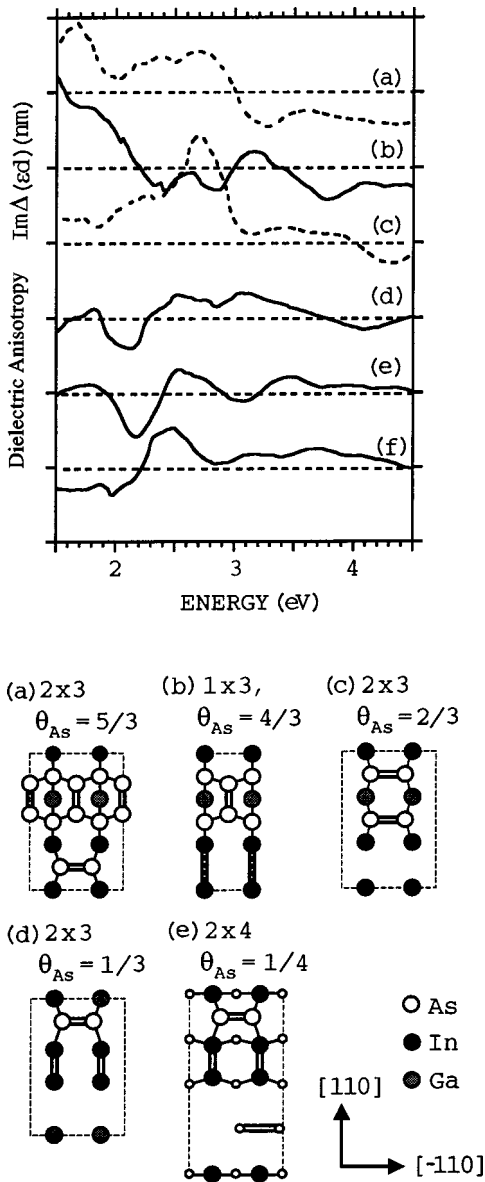 Dielectric Anisotropy ImΔ(εd)(nm)
(a)
(b)
(c)
(d)
(e)
(f)
2 3 4
ENERGY (eV)
(a) 2x3
θAs = 5/3
(b) 1x3,
θAs = 4/3
(c) 2x3
θAs = 2/3
(d) 2x3
θAs = 1/3
(e) 2x4
θAs = 1/4
As
In
Ga
[110]
[-110]